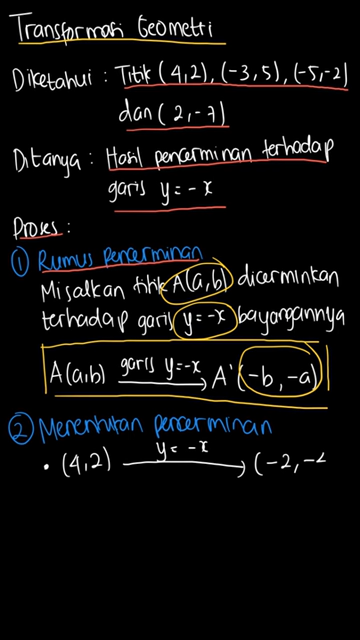 Transformasi Geometri
Diketahui : Titik (4,2), (-3,5), (-5,-2)
dan (2,-7)
Ditanya : Hasil pencerminan terhadap
garis y = -x
Proses :
① Rumus pencerminan
Misalkan titik A(a,b) dicerminkan
terhadap garis y=-x bayangannya
A(a,b) garis y=-x → A'(-b,-a)
② Menentukan pencerminan
y = -x
• (4,2) → (-2,-4